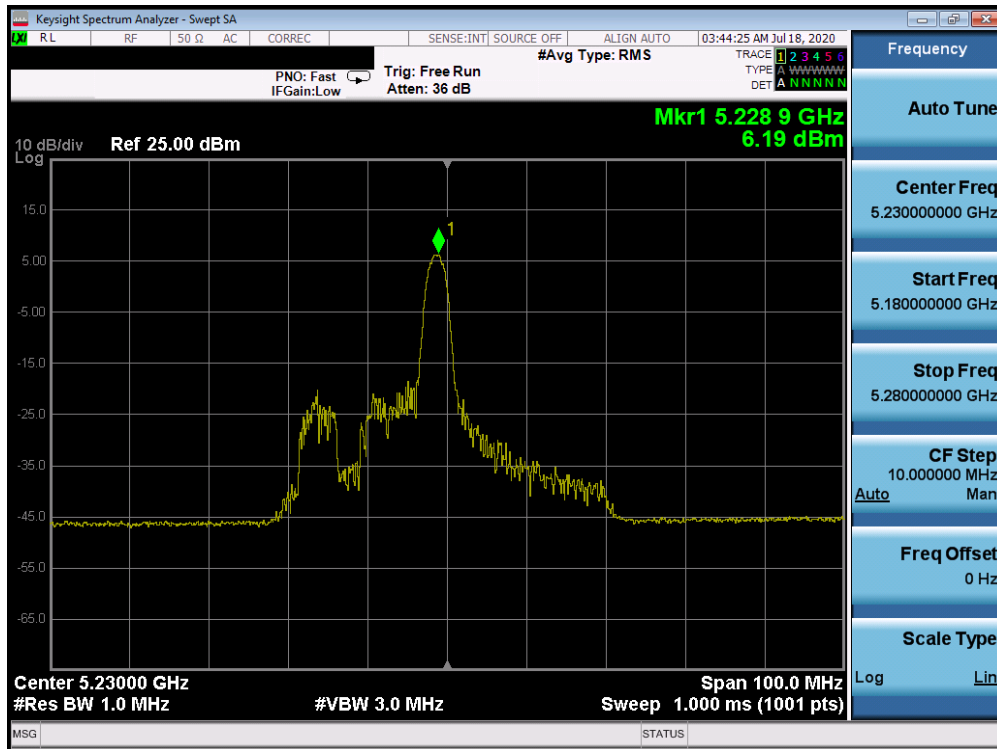 Keysight Spectrum Analyzer - Swept SA
LXI RL RF 50 Ω AC CORREC SENSE:INT SOURCE OFF ALIGN AUTO 03:44:25 AM Jul 18, 2020
#Avg Type: RMS
TRACE 1 2 3 4 5 6
PNO: Fast Trig: Free Run
TYPE A WWWWW
IFGain:Low Atten: 36 dB
DET A N N N N N
Mkr1 5.228 9 GHz
6.19 dBm
10 dB/div Ref 25.00 dBm
Log
1
15.0
5.00
-5.00
-15.0
-25.0
-35.0
-45.0
-55.0
-65.0
Center 5.23000 GHz Span 100.0 MHz
#Res BW 1.0 MHz #VBW 3.0 MHz Sweep 1.000 ms (1001 pts)
MSG STATUS
Frequency
Auto Tune
Center Freq
5.230000000 GHz
Start Freq
5.180000000 GHz
Stop Freq
5.280000000 GHz
CF Step
10.000000 MHz
Auto Man
Freq Offset
0 Hz
Scale Type
Log Lin